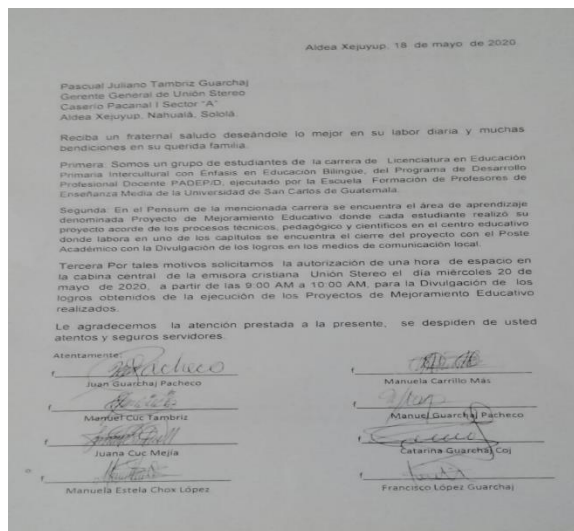 Aldea Xejuyup, 18 de mayo de 2020
Pascual Juliano Tambriz Guarchaj
Gerente General de Unión Stereo
Caserío Pacanal I Sector "A"
Aldea Xejuyup, Nahualá, Sololá.
Reciba un fraternal saludo deseándole lo mejor en su labor diaria y muchas
bendiciones en su querida familia.
Primera: Somos un grupo de estudiantes de la carrera de Licenciatura en Educación
Primaria Intercultural con Énfasis en Educación Bilingüe, del Programa de Desarrollo
Profesional Docente PADEP/D, ejecutado por la Escuela Formación de Profesores de
Enseñanza Media de la Universidad de San Carlos de Guatemala.
Segunda: En el Pensum de la mencionada carrera se encuentra el área de aprendizaje
denominada Proyecto de Mejoramiento Educativo donde cada estudiante realizó su
proyecto acorde de los procesos técnicos, pedagógico y científicos en el centro educativo
donde labora en uno de los capítulos se encuentra el cierre del proyecto con el Poste
Académico con la Divulgación de los logros en los medios de comunicación local.
Tercera Por tales motivos solicitamos la autorización de una hora de espacio en
la cabina central de la emisora cristiana Unión Stereo el día miércoles 20 de
mayo de 2020, a partir de las 9:00 AM a 10:00 AM, para la Divulgación de los
logros obtenidos de la ejecución de los Proyectos de Mejoramiento Educativo
realizados.
Le agradecemos la atención prestada a la presente, se despiden de usted
atentos y seguros servidores.
Atentamente:
f Pacheco
Juan Guarchaj Pacheco
f
Manuel Cuc Tambriz
f
Juana Cuc Mejía
f
Manuela Estela Chox López
f
Manuela Carrillo Más
f
Manuel Guarchaj Pacheco
f
Catarina Guarchaj Coj
f
Francisco López Guarchaj